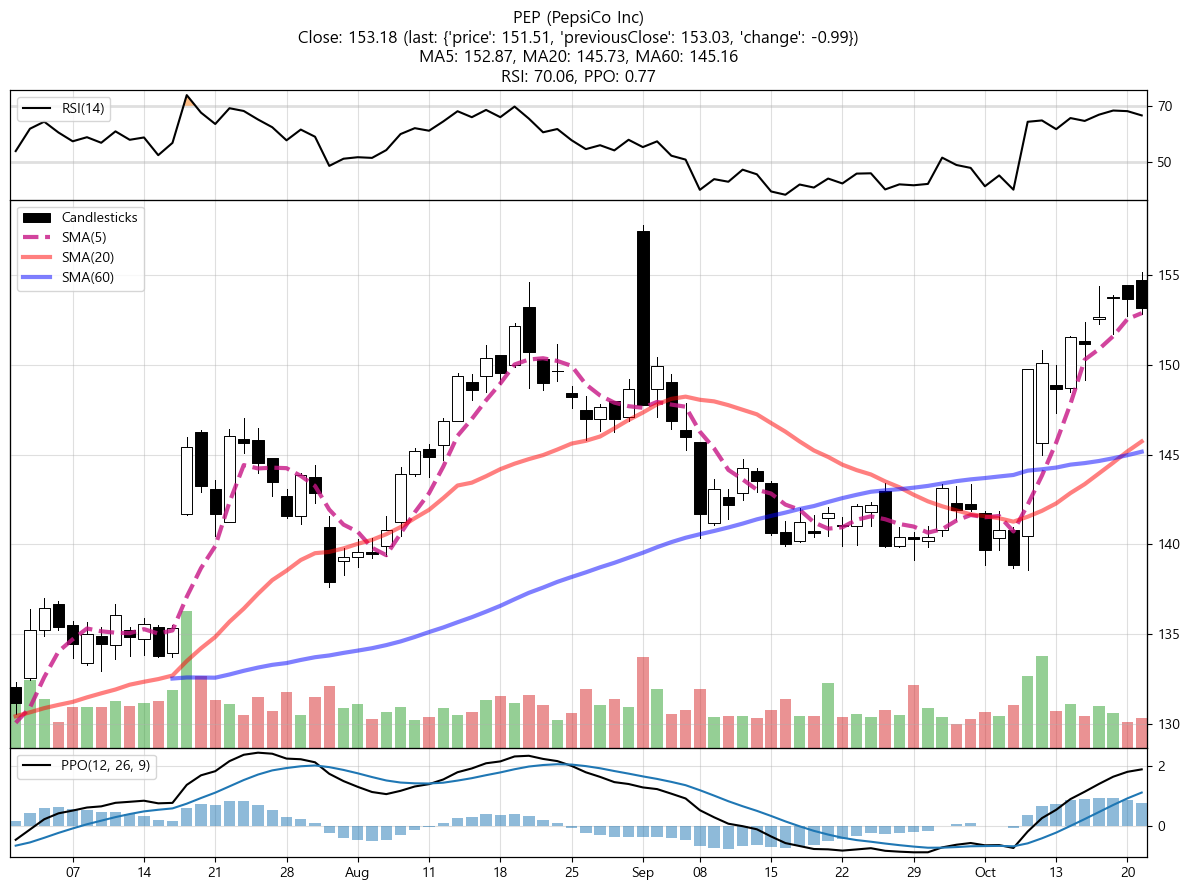 PEP (PepsiCo Inc)
Close: 153.18 (last: {'price': 151.51, 'previousClose': 153.03, 'change': -0.99})
MA5: 152.87, MA20: 145.73, MA60: 145.16
RSI: 70.06, PPO: 0.77
RSI(14)
70
50
Candlesticks
SMA(5)
SMA(20)
SMA(60)
155
150
145
140
135
130
PPO(12, 26, 9)
2
0
07 14 21 28 Aug 11 18 25 Sep 08 15 22 29 Oct 13 20